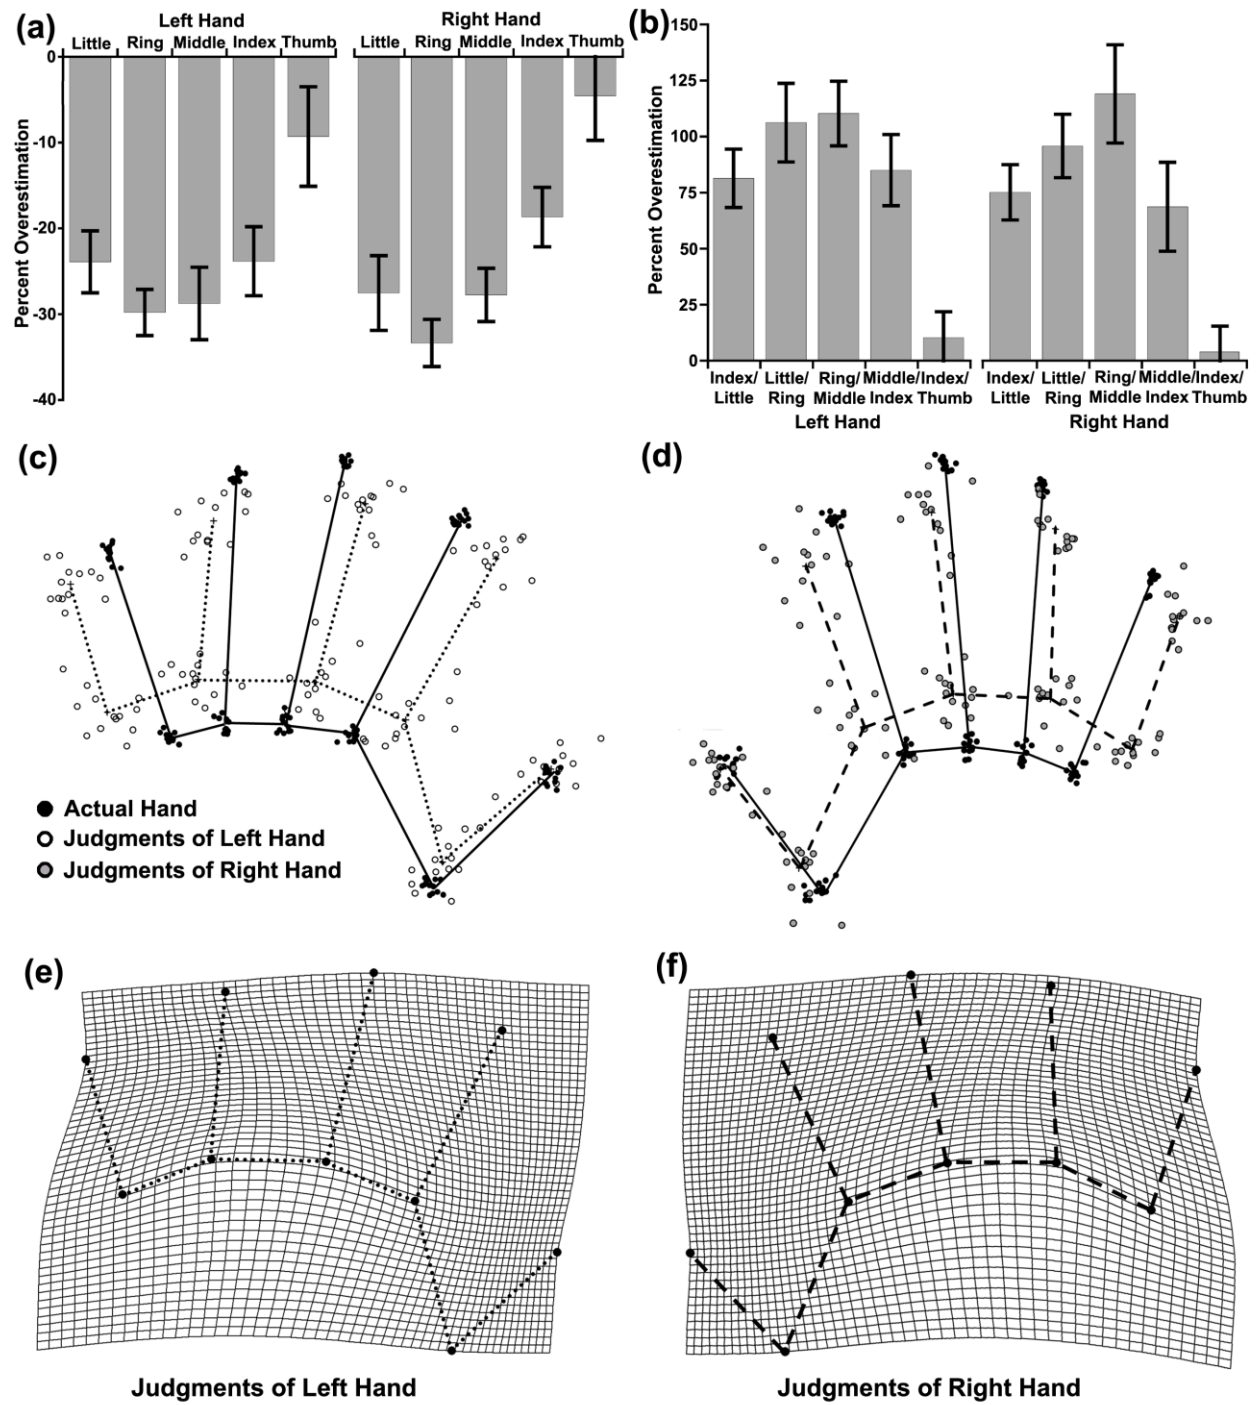 (a)
Left Hand
Right Hand
Little Ring Middle Index Thumb
Little Ring Middle Index Thumb
0
-10
-20
-30
-40
Percent Overestimation
(b)
150
125
100
75
50
25
0
Percent Overestimation
Index/ Little/ Ring/ Middle/ Index/
Little Ring Middle Index Thumb
Left Hand
Index/ Little/ Ring/ Middle/ Index/
Little Ring Middle Index Thumb
Right Hand
(c)
(d)
Actual Hand
Judgments of Left Hand
Judgments of Right Hand
(e)
(f)
Judgments of Left Hand
Judgments of Right Hand